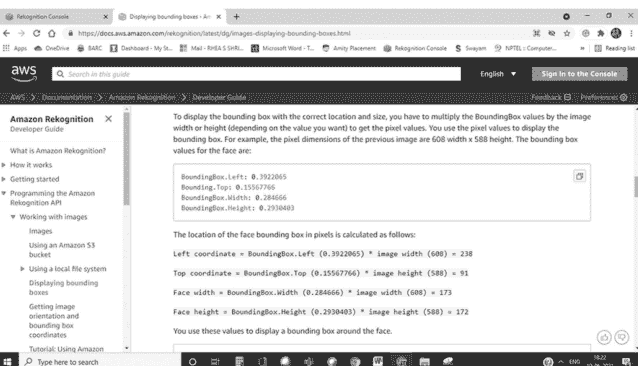 Rekognition Console
Displaying bounding boxes - Am
https://docs.aws.amazon.com/rekognition/latest/dg/images-displaying-bounding-boxes.html
Apps OneDrive BARC Dashboard - My St... Mail - RHEA S SHRI... Microsoft Word - T... Amity Placement Rekognition Console Swayam NPTEL : Computer... Reading list
aws Search in this guide English Sign In to the Console
AWS > Documentation > Amazon Rekognition > Developer Guide Feedback Preferences
Amazon Rekognition
Developer Guide
What is Amazon Rekognition?
How it works
Getting started
Programming the Amazon
Rekognition API
Working with images
Images
Using an Amazon S3
bucket
Using a local file system
Displaying bounding
boxes
Getting image
orientation and
bounding box
coordinates
Tutorial: Using Amazon
To display the bounding box with the correct location and size, you have to multiply the BoundingBox values by the image
width or height (depending on the value you want) to get the pixel values. You use the pixel values to display the
bounding box. For example, the pixel dimensions of the previous image are 608 width x 588 height. The bounding box
values for the face are:
BoundingBox.Left: 0.3922065
Bounding.Top: 0.15567766
BoundingBox.Width: 0.284666
BoundingBox.Height: 0.2930403
The location of the face bounding box in pixels is calculated as follows:
Left coordinate = BoundingBox.Left (0.3922065) * image width (608) = 238
Top coordinate = BoundingBox.Top (0.15567766) * image height (588) = 91
Face width = BoundingBox.Width (0.284666) * image width (608) = 173
Face height = BoundingBox.Height (0.2930403) * image height (588) = 172
You use these values to display a bounding box around the face.
Type here to search
ENG
18:22